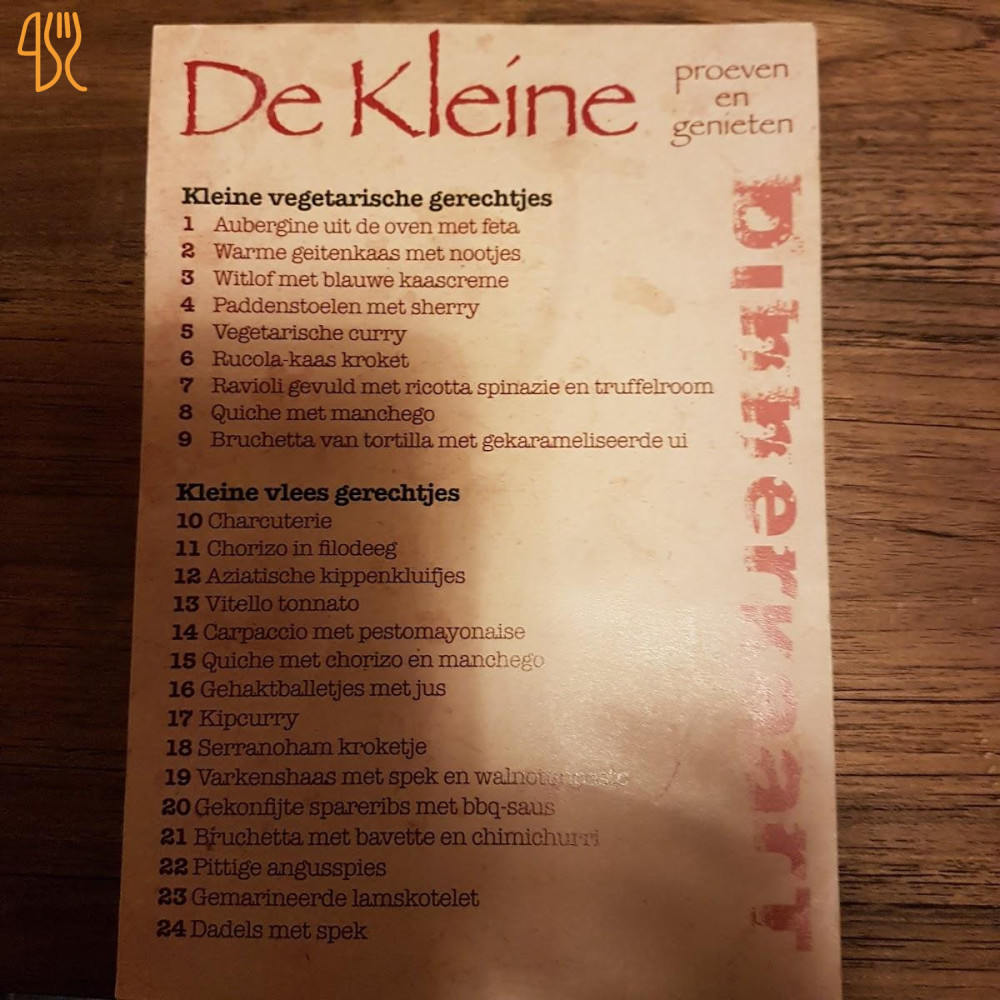 De Kleine
proeven
en
genieten
Dinnerkaart
Kleine vegetarische gerechtjes
1 Aubergine uit de oven met feta
2 Warme geitenkaas met nootjes
3 Witlof met blauwe kaascreme
4 Paddenstoelen met sherry
5 Vegetarische curry
6 Rucola-kaas kroket
7 Ravioli gevuld met ricotta spinazie en truffelroom
8 Quiche met manchego
9 Bruchetta van tortilla met gekarameliseerde ui
Kleine vlees gerechtjes
10 Charcuterie
11 Chorizo in filodeeg
12 Aziatische kippenkluifjes
13 Vitello tonnato
14 Carpaccio met pestomayonaise
15 Quiche met chorizo en manchego
16 Gehaktballetjes met jus
17 Kipcurry
18 Serranoham kroketje
19 Varkenshaas met spek en
20 Gekonfijte spareribs met bbq-saus
21 Bruchetta met bavette en chimichurri
22 Pittige angusspies
23 Gemarineerde lamskotelet
24 Dadels met spek